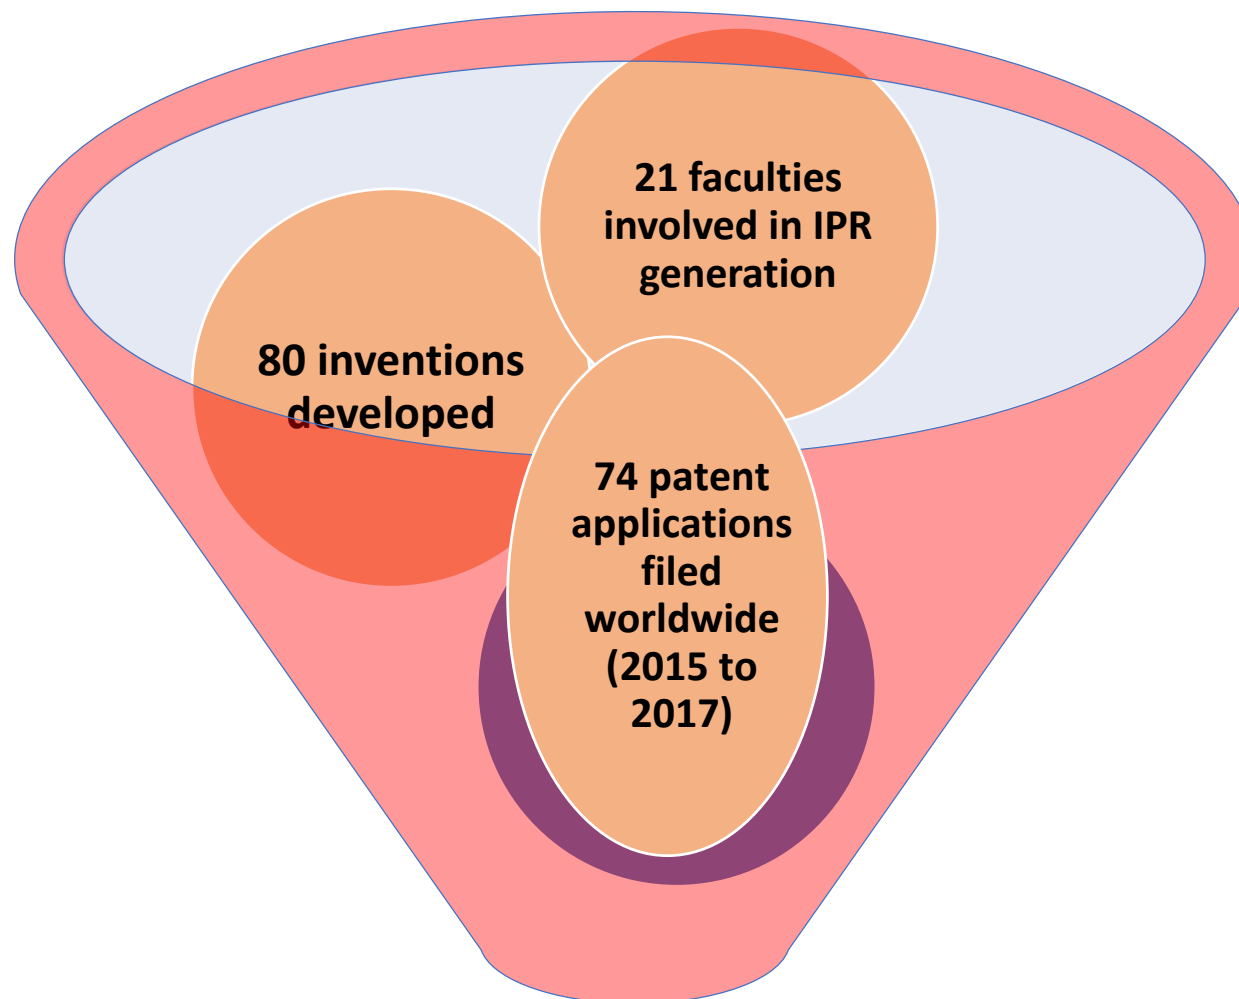 21 faculties
involved in IPR
generation
80 inventions
developed
74 patent
applications
filed
worldwide
(2015 to
2017)